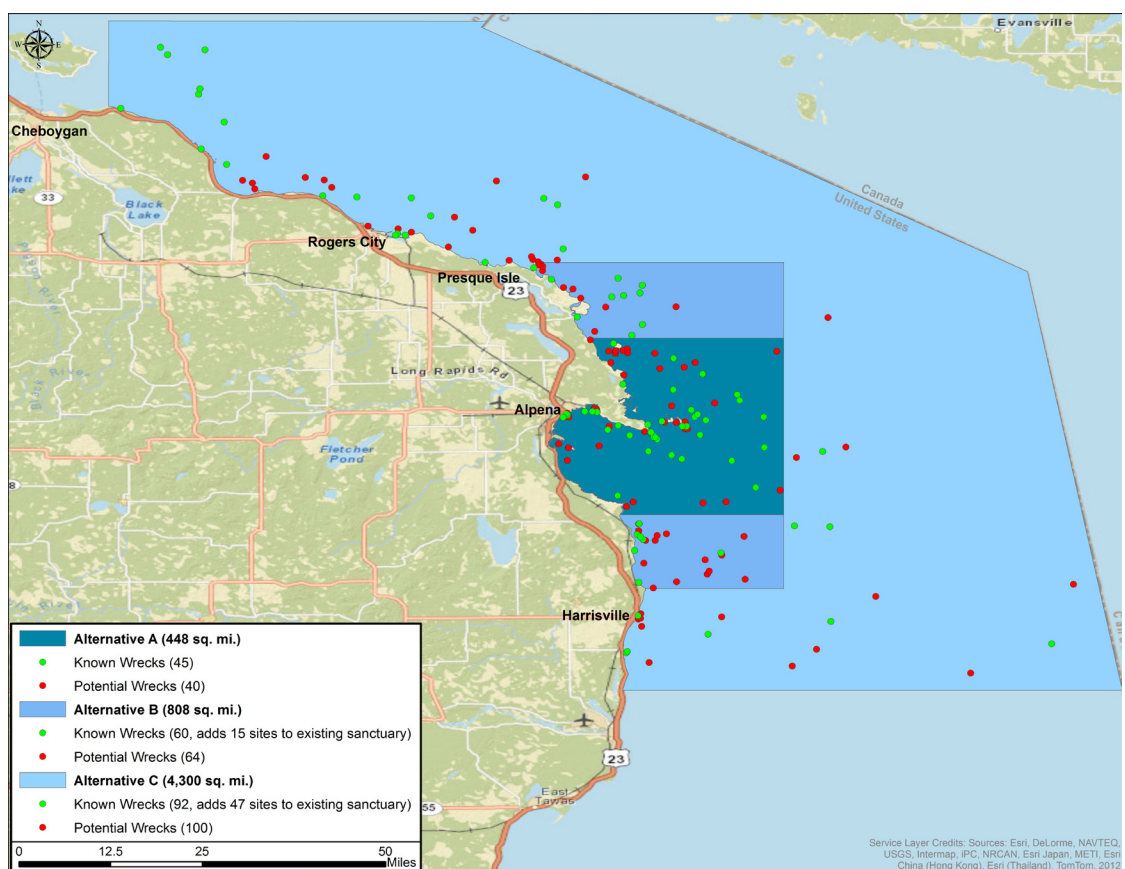 N
W
E
S
Evansville
Cheboygan
33
Black
Lake
Canada
United States
Rogers City
Presque Isle
23
Long Rapids Rd
Alpena
Fletcher
Pond
Harrisville
Alternative A (448 sq. mi.)
Known Wrecks (45)
Potential Wrecks (40)
Alternative B (808 sq. mi.)
Known Wrecks (60, adds 15 sites to existing sanctuary)
Potential Wrecks (64)
Alternative C (4,300 sq. mi.)
Known Wrecks (92, adds 47 sites to existing sanctuary)
Potential Wrecks (100)
0
12.5
25
50
Miles
23
East
Tawas
55
Service Layer Credits: Sources: Esri, DeLorme, NAVTEQ,
USGS, Intermap, iPC, NRCAN, Esri Japan, METI, Esri
China (Hong Kong), Esri (Thailand), TomTom, 2012